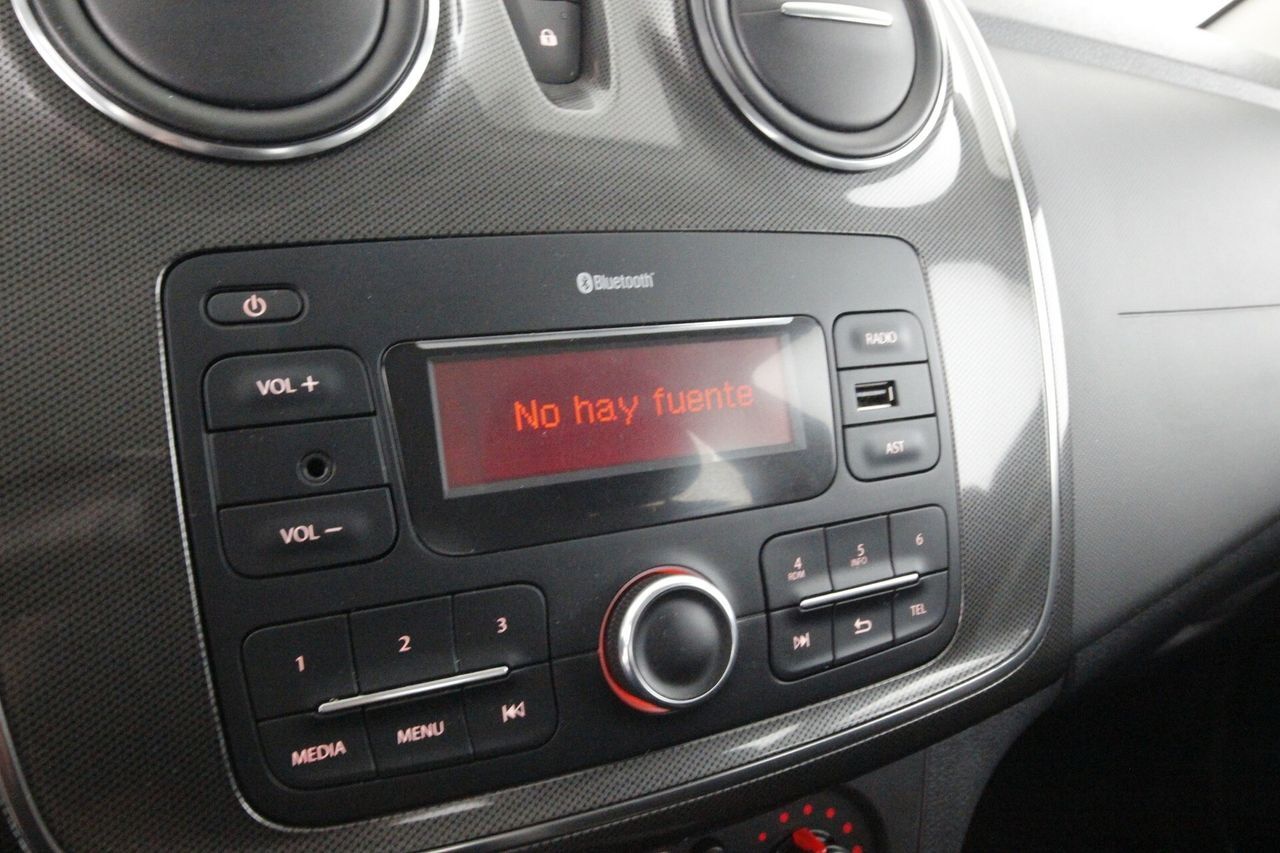 Bluetooth
VOL +
VOL −
No hay fuente
RADIO
AST
1
2
3
MEDIA
MENU
4
RDM
5
INFO
6
TEL